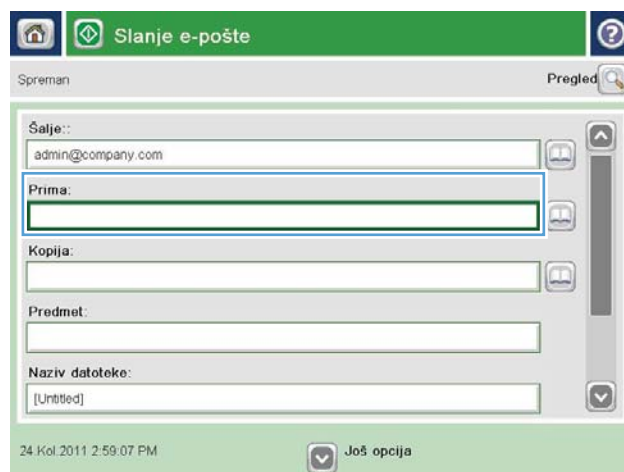 Slanje e-pošte
Spreman
Pregled
Šalje::
admin@company.com
Prima:
Kopija:
Predmet:
Naziv datoteke:
[Untitled]
24.Kol.2011 2:59:07 PM
Još opcija